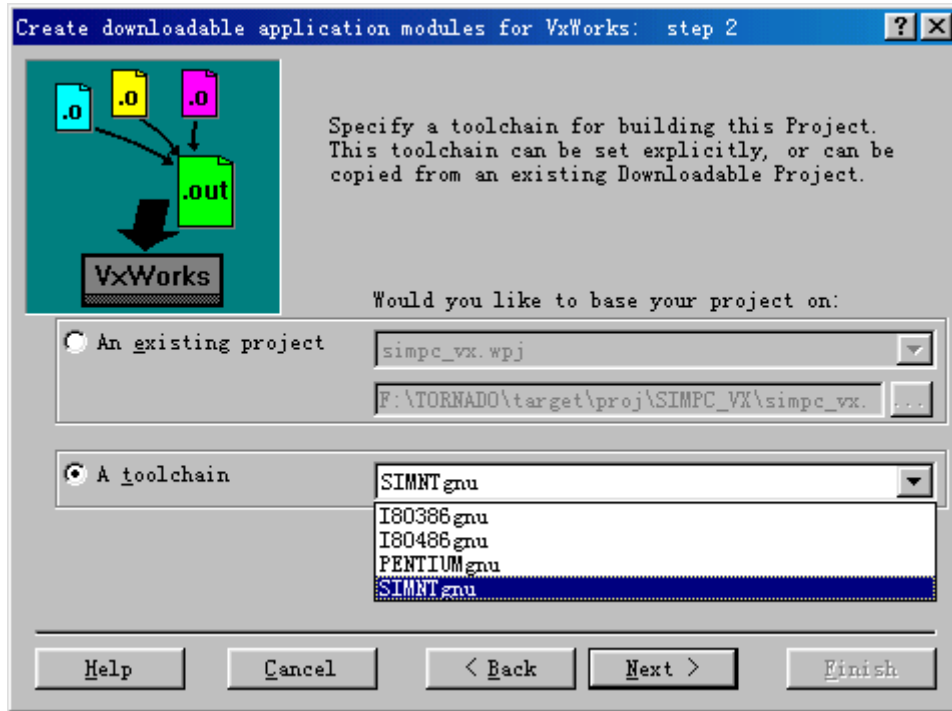 Create downloadable application modules for VxWorks:  step 2
.o .o .o
Specify a toolchain for building this Project.
This toolchain can be set explicitly, or can be
copied from an existing Downloadable Project.
.out
VxWorks
Would you like to base your project on:
An existing project
simpc_vx.wpj
F:\TORNADO\target\proj\SIMPC_VX\simpc_vx.
...
A toolchain
SIMNTgnu
I80386gnu
I80486gnu
PENTIUMgnu
SIMNTgnu
Help
Cancel
< Back
Next >
Finish